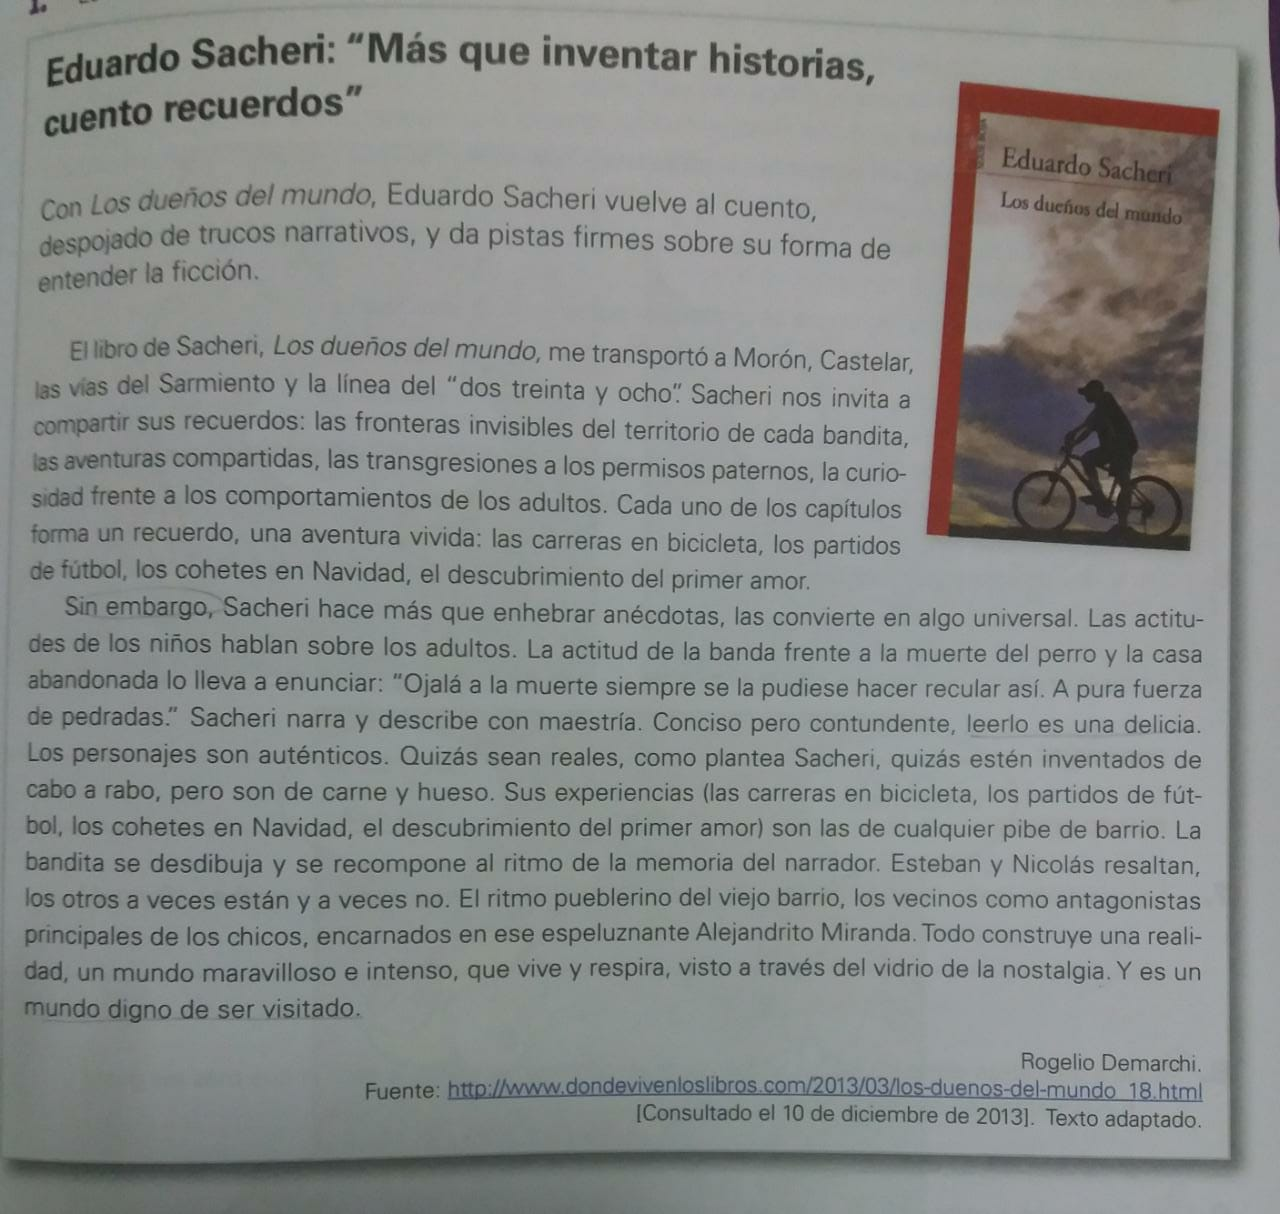 1.
Eduardo Sacheri: “Más que inventar historias,
cuento recuerdos”
Con Los dueños del mundo, Eduardo Sacheri vuelve al cuento,
despojado de trucos narrativos, y da pistas firmes sobre su forma de
entender la ficción.
Eduardo Sacheri
Los dueños del mundo
El libro de Sacheri, Los dueños del mundo, me transportó a Morón, Castelar,
las vías del Sarmiento y la línea del “dos treinta y ocho”. Sacheri nos invita a
compartir sus recuerdos: las fronteras invisibles del territorio de cada bandita,
las aventuras compartidas, las transgresiones a los permisos paternos, la curio-
sidad frente a los comportamientos de los adultos. Cada uno de los capítulos
forma un recuerdo, una aventura vivida: las carreras en bicicleta, los partidos
de fútbol, los cohetes en Navidad, el descubrimiento del primer amor.
Sin embargo, Sacheri hace más que enhebrar anécdotas, las convierte en algo universal. Las actitu-
des de los niños hablan sobre los adultos. La actitud de la banda frente a la muerte del perro y la casa
abandonada lo lleva a enunciar: “Ojalá a la muerte siempre se la pudiese hacer recular así. A pura fuerza
de pedradas.” Sacheri narra y describe con maestría. Conciso pero contundente, leerlo es una delicia.
Los personajes son auténticos. Quizás sean reales, como plantea Sacheri, quizás estén inventados de
cabo a rabo, pero son de carne y hueso. Sus experiencias (las carreras en bicicleta, los partidos de fút-
bol, los cohetes en Navidad, el descubrimiento del primer amor) son las de cualquier pibe de barrio. La
bandita se desdibuja y se recompone al ritmo de la memoria del narrador. Esteban y Nicolás resaltan,
los otros a veces están y a veces no. El ritmo pueblerino del viejo barrio, los vecinos como antagonistas
principales de los chicos, encarnados en ese espeluznante Alejandrito Miranda. Todo construye una reali-
dad, un mundo maravilloso e intenso, que vive y respira, visto a través del vidrio de la nostalgia. Y es un
mundo digno de ser visitado.
Rogelio Demarchi.
Fuente: http://www.dondevivenloslibros.com/2013/03/los-duenos-del-mundo_18.html
[Consultado el 10 de diciembre de 2013]. Texto adaptado.